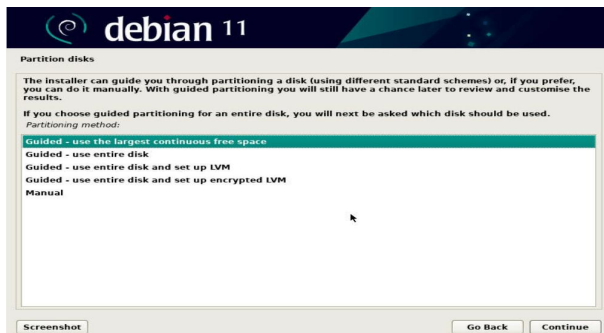 debian 11
Partition disks
The installer can guide you through partitioning a disk (using different standard schemes) or, if you prefer,
you can do it manually. With guided partitioning you will still have a chance later to review and customise the
results.
If you choose guided partitioning for an entire disk, you will next be asked which disk should be used.
Partitioning method:
Guided - use the largest continuous free space
Guided - use entire disk
Guided - use entire disk and set up LVM
Guided - use entire disk and set up encrypted LVM
Manual
Screenshot
Go Back
Continue